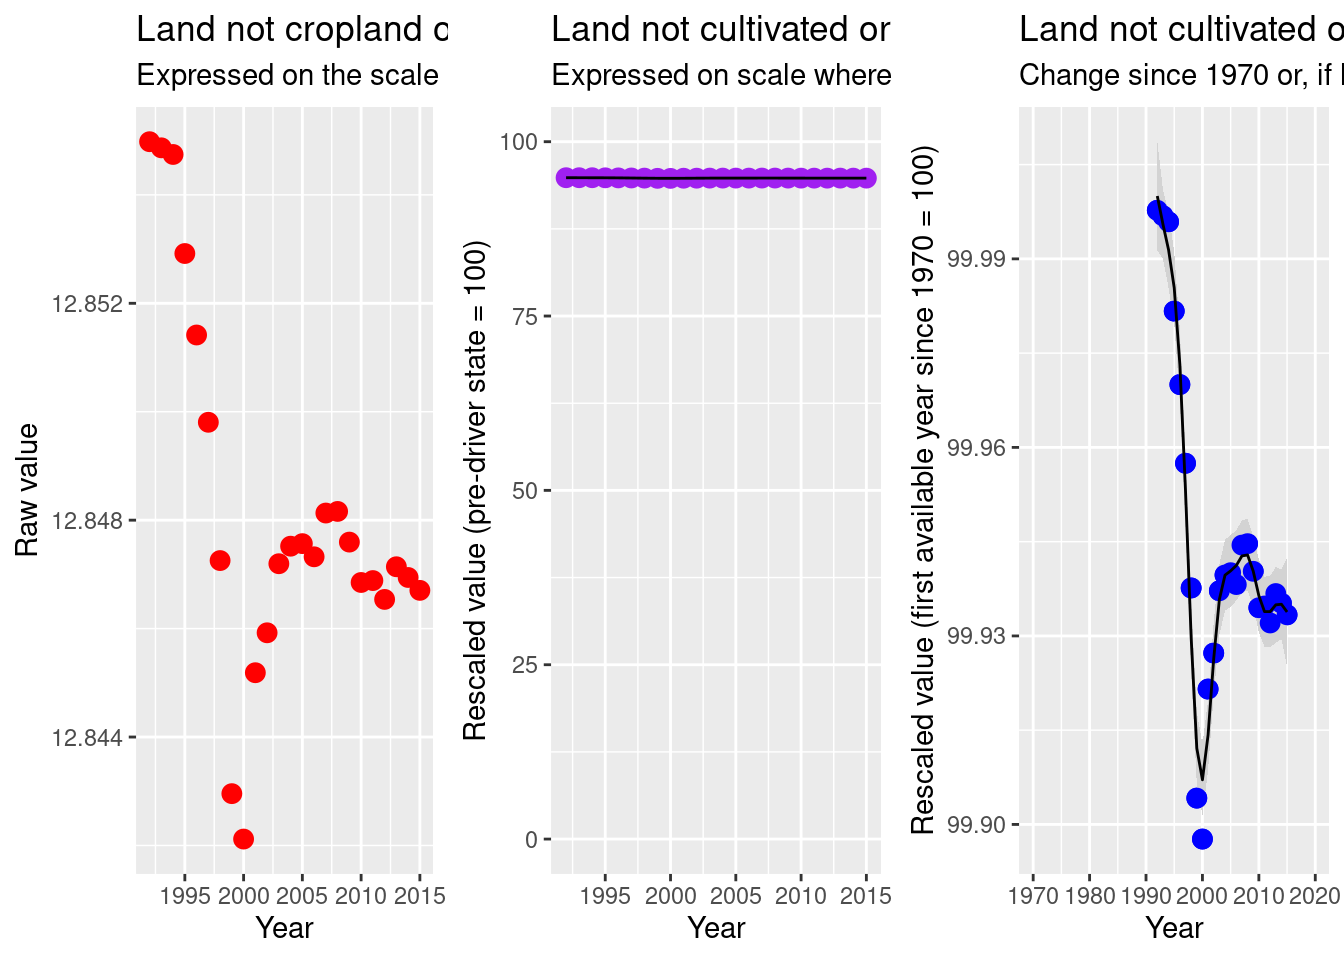 Land not cropland o
Expressed on the scale
Raw value
12.852
12.848
12.844
1995 2000 2005 2010 2015
Year
Land not cultivated or
Expressed on scale where
Rescaled value (pre-driver state = 100)
100
75
50
25
0
1995 2000 2005 2010 2015
Year
Land not cultivated o
Change since 1970 or, if
Rescaled value (first available year since 1970 = 100)
99.99
99.96
99.93
99.90
1970 1980 1990 2000 2010 2020
Year